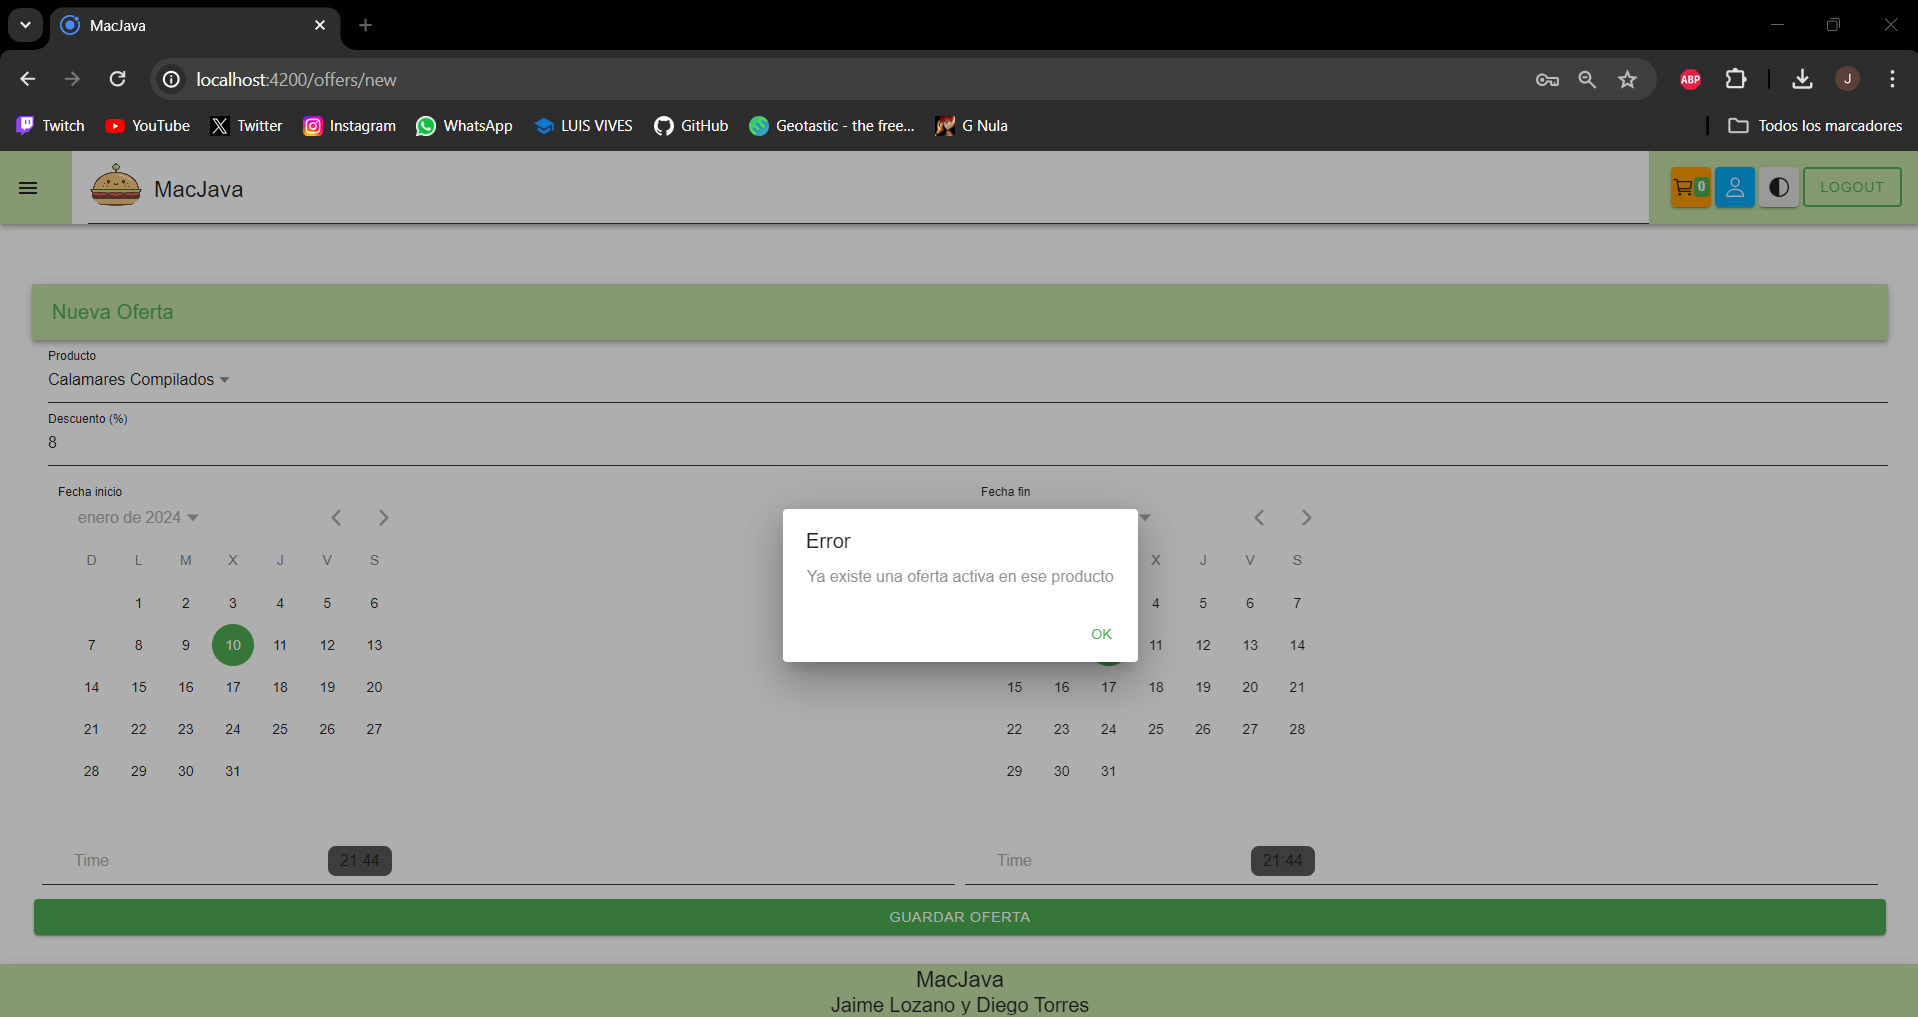 MacJava
localhost:4200/offers/new
ABP
J
Twitch YouTube Twitter Instagram WhatsApp LUIS VIVES GitHub Geotastic - the free... G Nula Todos los marcadores
MacJava
0
LOGOUT
Nueva Oferta
Producto
Calamares Compilados
Descuento (%)
8
Fecha inicio
enero de 2024
D L M X J V S
1 2 3 4 5 6
7 8 9 10 11 12 13
14 15 16 17 18 19 20
21 22 23 24 25 26 27
28 29 30 31
Time 21:44
Fecha fin
X J V S
4 5 6 7
11 12 13 14
15 16 17 18 19 20 21
22 23 24 25 26 27 28
29 30 31
Time 21:44
Error
Ya existe una oferta activa en ese producto
OK
GUARDAR OFERTA
MacJava
Jaime Lozano y Diego Torres